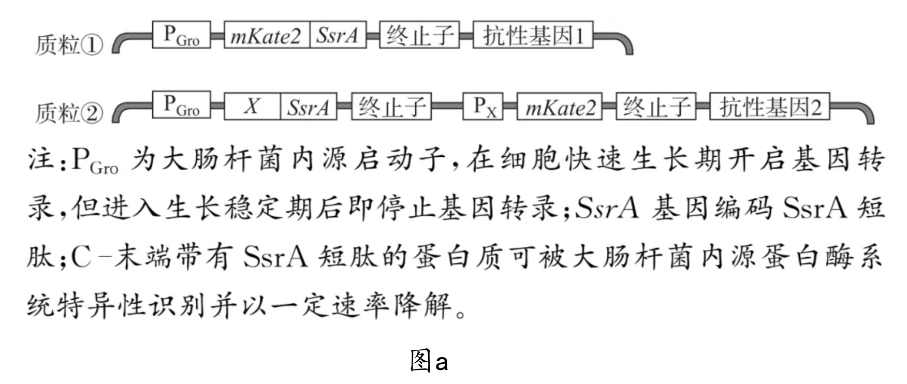 质粒① P_Gro mKate2 SsrA 终止子 抗性基因1
质粒② P_Gro X SsrA 终止子 P_X mKate2 终止子 抗性基因2
注:P_Gro 为大肠杆菌内源启动子,在细胞快速生长期开启基因转
录,但进入生长稳定期后即停止基因转录;SsrA 基因编码 SsrA 短
肽;C-末端带有 SsrA 短肽的蛋白质可被大肠杆菌内源蛋白酶系
统特异性识别并以一定速率降解。
图a